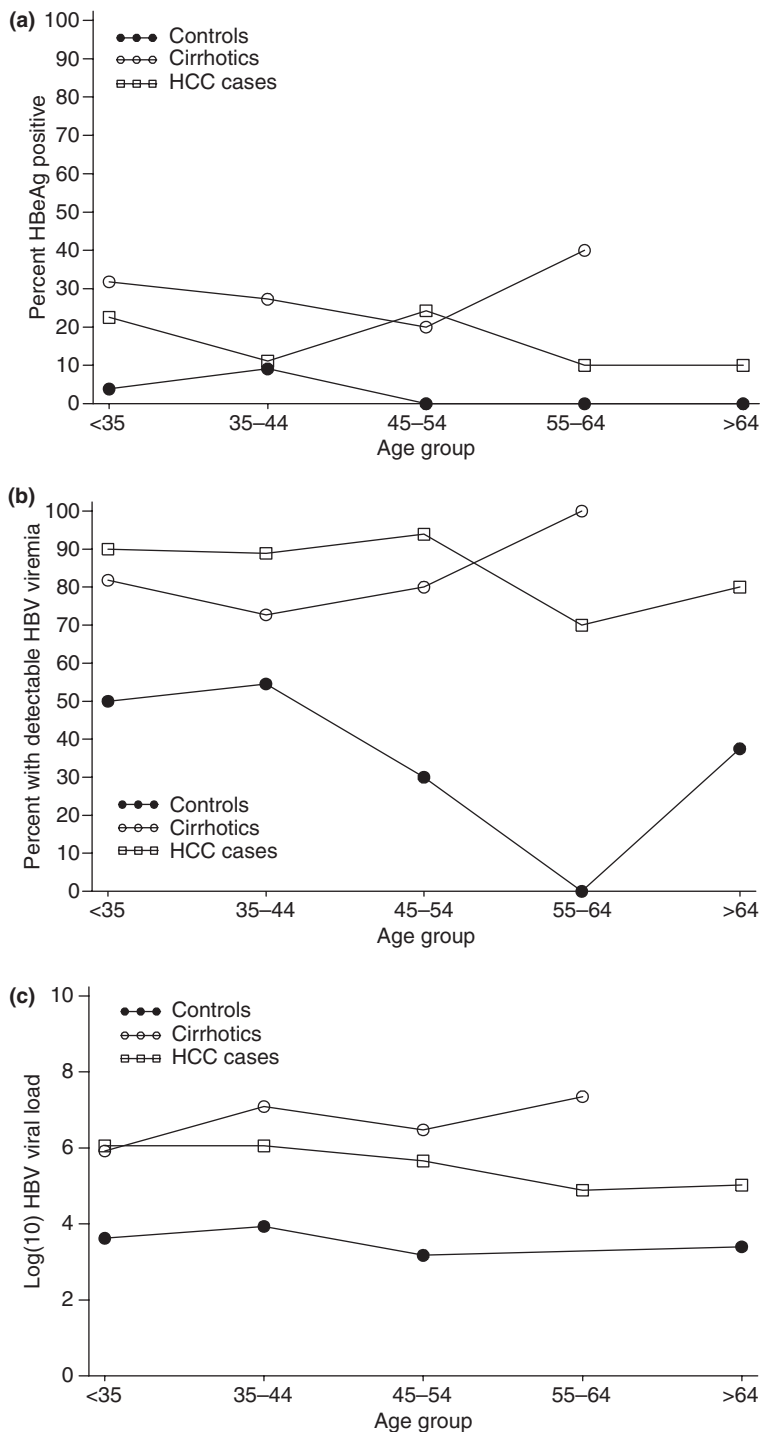 (a)
100
90
80
70
60
50
40
30
20
10
0
Percent HBeAg positive
Controls
Cirrhotics
HCC cases
<35 35–44 45–54 55–64 >64
Age group
(b)
100
90
80
70
60
50
40
30
20
10
0
Percent with detectable HBV viremia
Controls
Cirrhotics
HCC cases
<35 35–44 45–54 55–64 >64
Age group
(c)
10
8
6
4
2
0
Log(10) HBV viral load
Controls
Cirrhotics
HCC cases
<35 35–44 45–54 55–64 >64
Age group